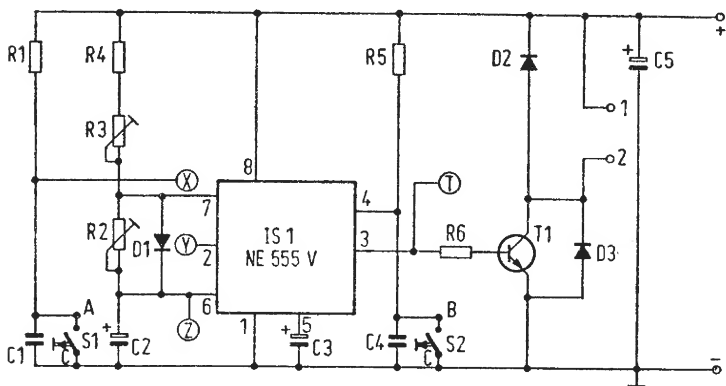 R1
R4
R5
D2
+
C5
+
R3
1
2
X
T
8
7
4
R2
D1
Y
2
IS 1
NE 555 V
3
R6
T1
D3
6
Z
1
5
A
B
+
C2
+
C3
C1
C
S1
C4
C
S2
−